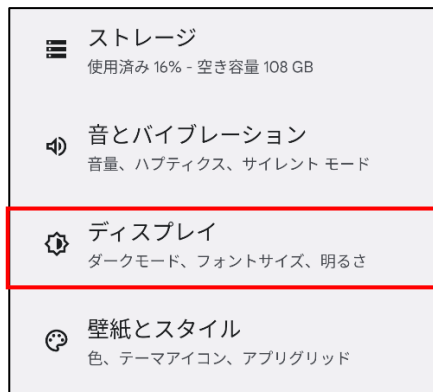 ストレージ
使用済み 16% - 空き容量 108 GB
音とバイブレーション
音量、ハプティクス、サイレント モード
ディスプレイ
ダークモード、フォントサイズ、明るさ
壁紙とスタイル
色、テーマアイコン、アプリグリッド